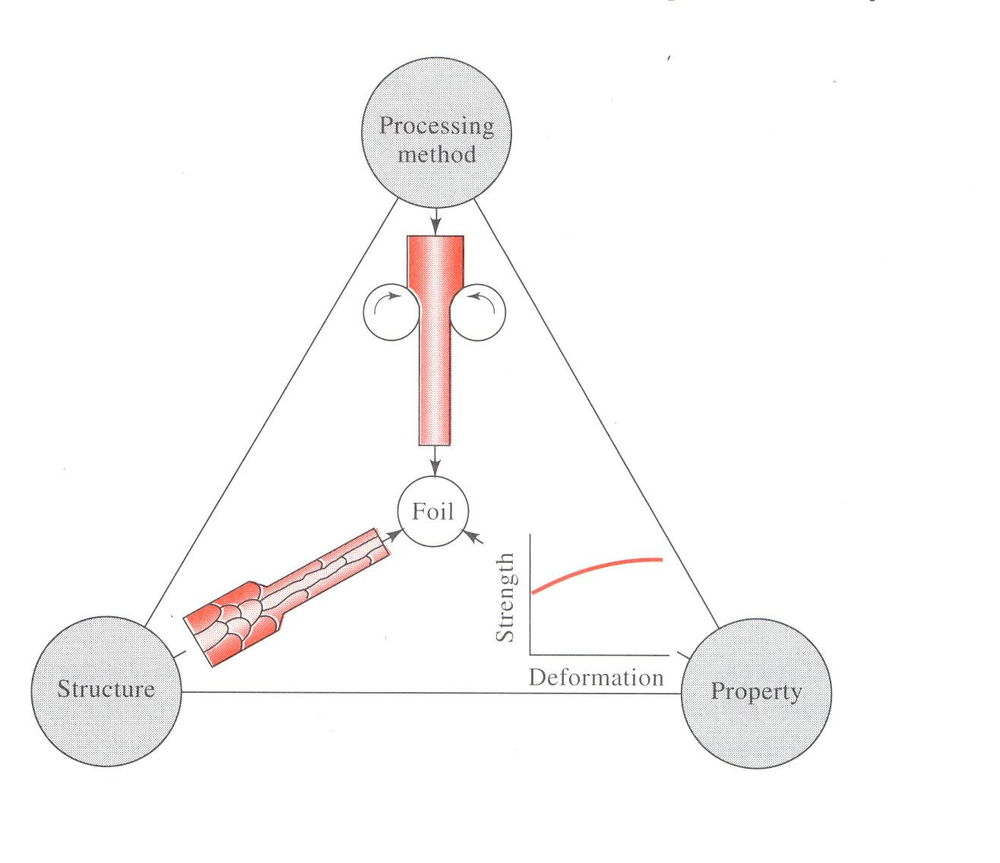 Processing
method
Foil
Strength
Deformation
Structure
Property